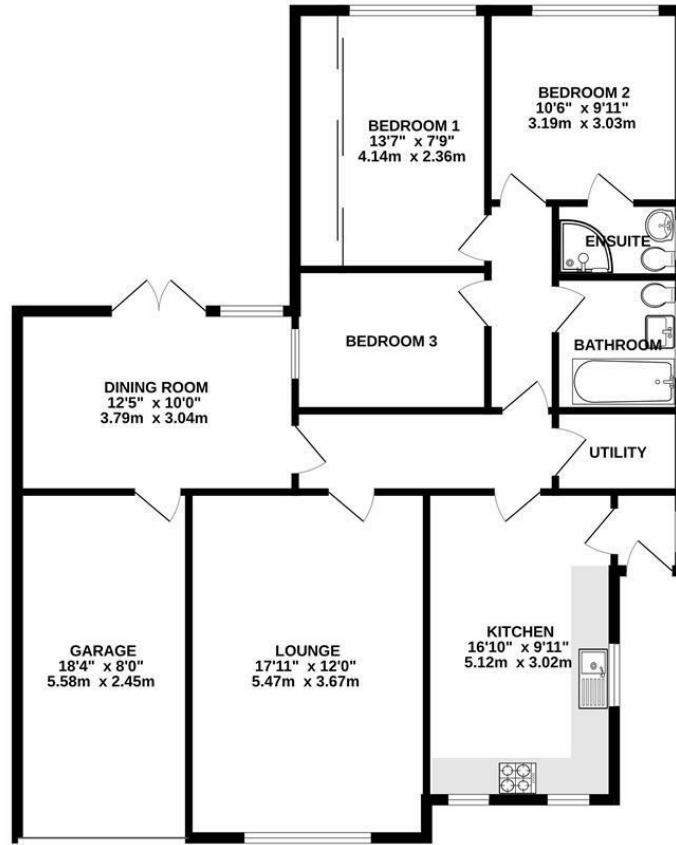 BEDROOM 1
13'7" x 7'9"
4.14m x 2.36m
BEDROOM 2
10'6" x 9'11"
3.19m x 3.03m
ENSUITE
BEDROOM 3
BATHROOM
DINING ROOM
12'5" x 10'0"
3.79m x 3.04m
UTILITY
GARAGE
18'4" x 8'0"
5.58m x 2.45m
LOUNGE
17'11" x 12'0"
5.47m x 3.67m
KITCHEN
16'10" x 9'11"
5.12m x 3.02m